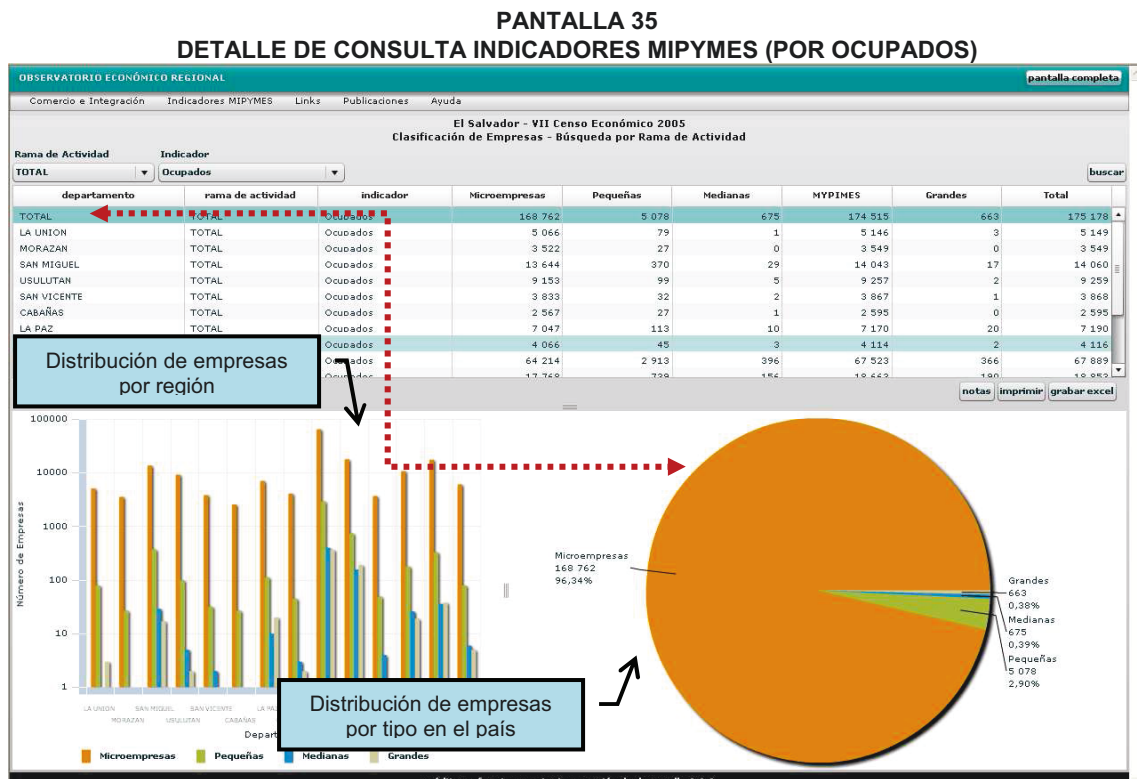 PANTALLA 35
DETALLE DE CONSULTA INDICADORES MIPYMES (POR OCUPADOS)
OBSERVATORIO ECONÓMICO REGIONAL
pantalla completa
Comercio e Integración Indicadores MIPYMES Links Publicaciones Ayuda
El Salvador - VII Censo Económico 2005
Clasificación de Empresas - Búsqueda por Rama de Actividad
Rama de Actividad Indicador
TOTAL Ocupados buscar
departamento rama de actividad indicador Microempresas Pequeñas Medianas MYPIMES Grandes Total
TOTAL TOTAL Ocupados 168 762 5 078 675 174 515 663 175 178
LA UNION TOTAL Ocupados 5 066 79 1 5 146 3 5 149
MORAZAN TOTAL Ocupados 3 522 27 0 3 549 0 3 549
SAN MIGUEL TOTAL Ocupados 13 644 370 29 14 043 17 14 060
USULUTAN TOTAL Ocupados 9 153 99 5 9 257 2 9 259
SAN VICENTE TOTAL Ocupados 3 833 32 2 3 867 1 3 868
CABAÑAS TOTAL Ocupados 2 567 27 1 2 595 0 2 595
LA PAZ TOTAL Ocupados 7 047 113 10 7 170 20 7 190
Ocupados 4 066 45 3 4 114 2 4 116
Ocupados 64 214 2 913 396 67 523 366 67 889
Ocupados 17 768 739 156 18 663 190 18 853
Distribución de empresas
por región
notas imprimir grabar excel
100000
10000
1000
100
10
1
Número de Empresas
LA UNION SAN MIGUEL SAN VICENTE
MORAZAN USULUTAN CABAÑAS
Depart
Microempresas Pequeñas Medianas Grandes
Distribución de empresas
por tipo en el país
Microempresas
168 762
96,34%
Grandes
663
0,38%
Medianas
675
0,39%
Pequeñas
5 078
2,90%